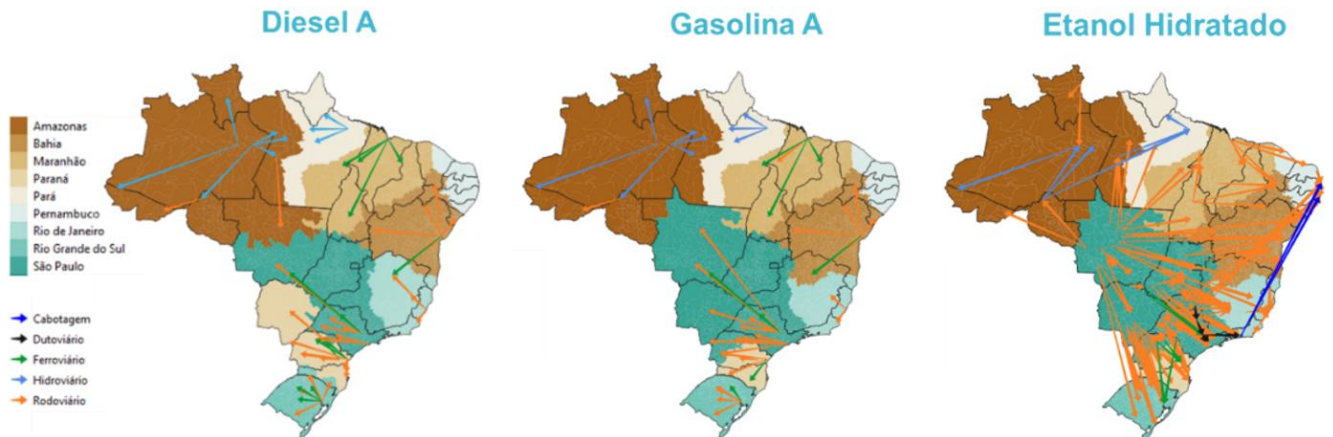 Diesel A
Gasolina A
Etanol Hidratado
Amazonas
Bahia
Maranhão
Paraná
Pará
Pernambuco
Rio de Janeiro
Rio Grande do Sul
São Paulo
Cabotagem
Dutoviário
Ferroviário
Hidroviário
Rodoviário